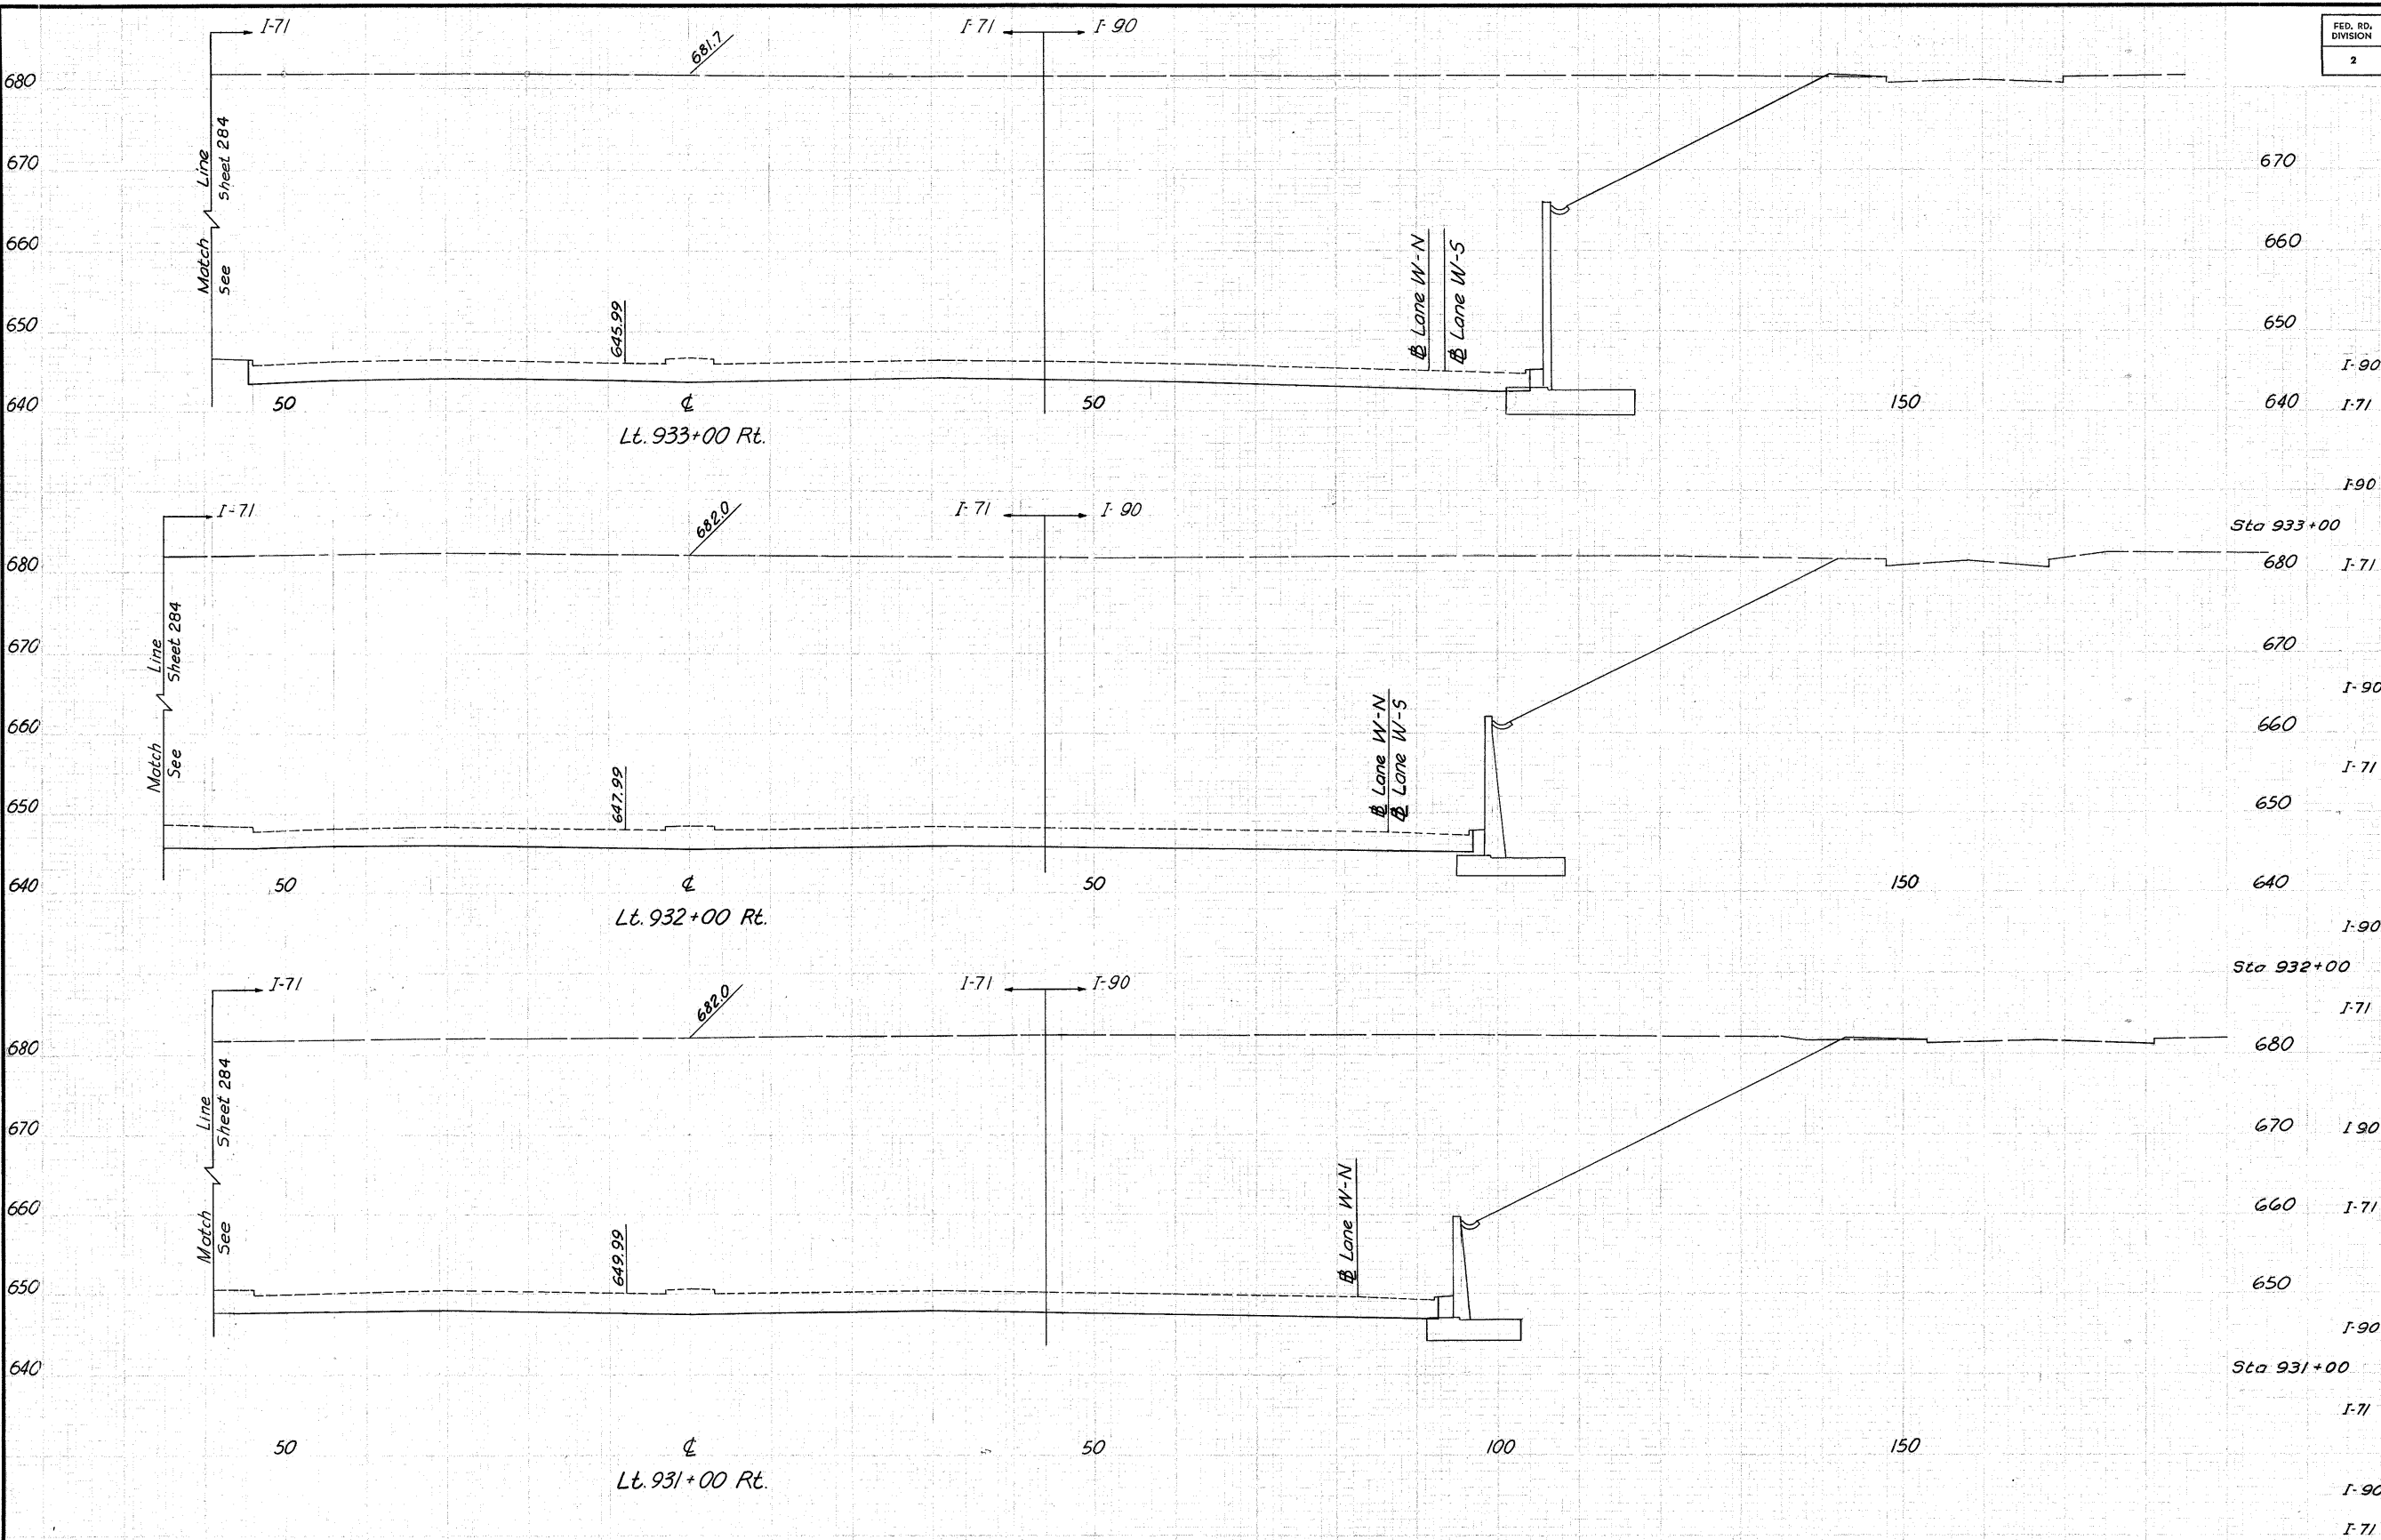 FED. RD.
DIVISION
2
I-71
681.7
I-71 I-90
680
Match Line
See Sheet 284
670 670
660 660
645.99
℄ Lane W-N
℄ Lane W-S
650 650
I-90
640 50 ℄ 50 150 640 I-71
Lt. 933+00 Rt.
I-90
I-71
682.0
I-71 I-90
Sta 933+00
680 680 I-71
Match Line
See Sheet 284
670 670
I-90
660 660
647.99
Lane W-N
Lane W-S
I-71
650 650
640 50 ℄ 50 150 640
Lt. 932+00 Rt.
I-90
Sta 932+00
I-71
682.0
I-71 I-90
I-71
680 680
Match Line
See Sheet 284
670 670 I 90
660 660 I-71
649.99
Lane W-N
650 650
I-90
640 Sta 931+00
I-71
50 ℄ 50 100 150
Lt. 931+00 Rt.
I-90
I-71